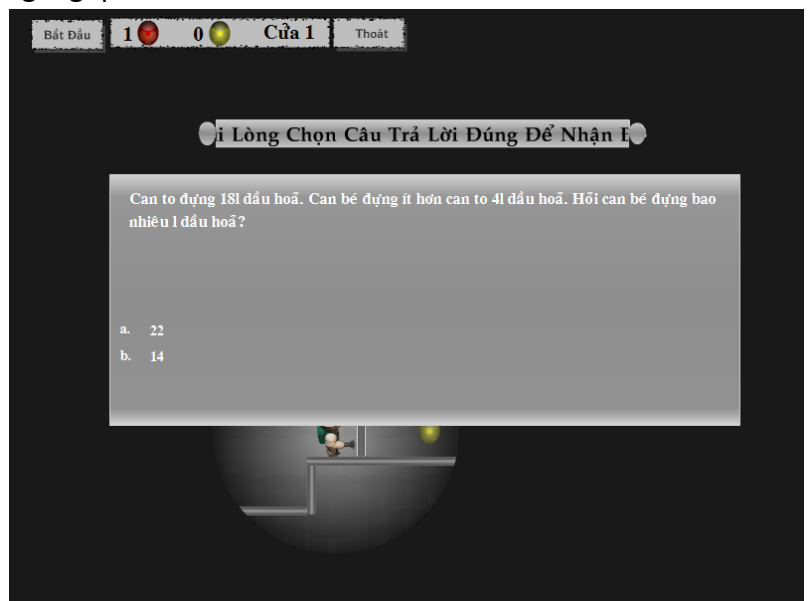 Bắt Đầu
1 0 Cửa 1
Thoát
Lòng Chọn Câu Trả Lời Đúng Để Nhận
Can to đựng 18l dầu hoả. Can bé đựng ít hơn can to 4l dầu hoả. Hỏi can bé đựng bao
nhiêu l dầu hoả?
a. 22
b. 14